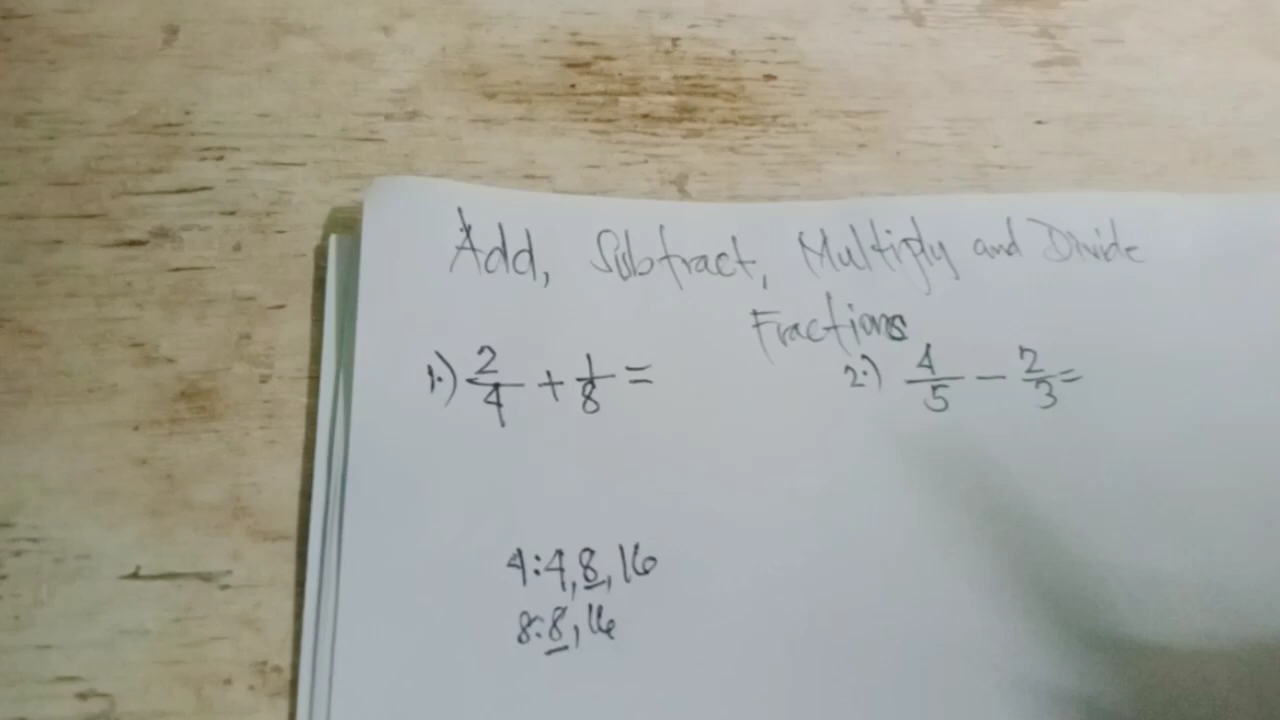 Add, Subtract, Multiply and Divide
Fractions
1.) 2/4 + 1/8 =
2.) 4/5 - 2/3 =
4:4,8,16
8:8,16